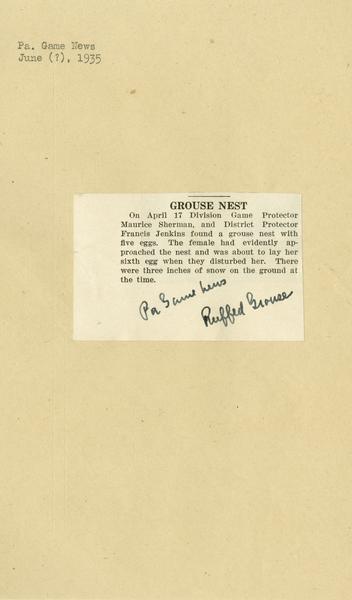 Pa. Game News
June (?), 1935
GROUSE NEST
On April 17 Division Game Protector
Maurice Sherman, and District Protector
Francis Jenkins found a grouse nest with
five eggs. The female had evidently ap-
proached the nest and was about to lay her
sixth egg when they disturbed her. There
were three inches of snow on the ground at
the time.
Pa Game News
Ruffed Grouse